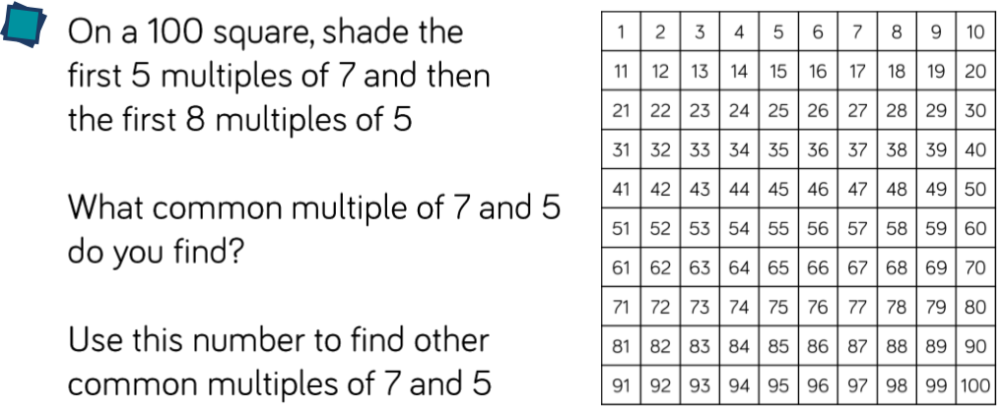 On a 100 square, shade the
first 5 multiples of 7 and then
the first 8 multiples of 5
What common multiple of 7 and 5
do you find?
Use this number to find other
common multiples of 7 and 5
1 2 3 4 5 6 7 8 9 10
11 12 13 14 15 16 17 18 19 20
21 22 23 24 25 26 27 28 29 30
31 32 33 34 35 36 37 38 39 40
41 42 43 44 45 46 47 48 49 50
51 52 53 54 55 56 57 58 59 60
61 62 63 64 65 66 67 68 69 70
71 72 73 74 75 76 77 78 79 80
81 82 83 84 85 86 87 88 89 90
91 92 93 94 95 96 97 98 99 100